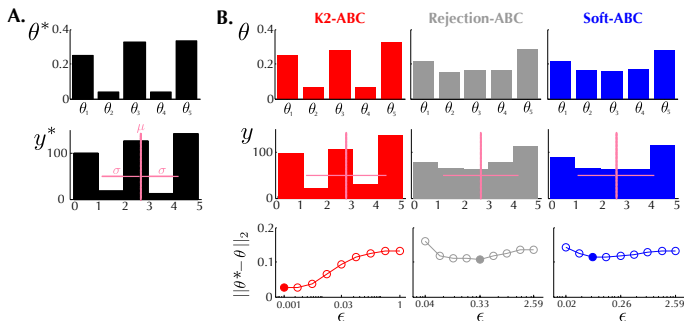 A.
B.
K2-ABC
Rejection-ABC
Soft-ABC
θ*
0.4
0.2
0
θ₁ θ₂ θ₃ θ₄ θ₅
θ
0.4
0.2
0
θ₁ θ₂ θ₃ θ₄ θ₅
θ₁ θ₂ θ₃ θ₄ θ₅
θ₁ θ₂ θ₃ θ₄ θ₅
y*
100
0
μ
σ σ
0 1 2 3 4 5
y
100
0
0 1 2 3 4 5
0 1 2 3 4 5
0 1 2 3 4 5
||θ*− θ ||₂
0.2
0.1
0
0.001 0.03 1
ϵ
0.04 0.33 2.59
ϵ
0.02 0.26 2.59
ϵ